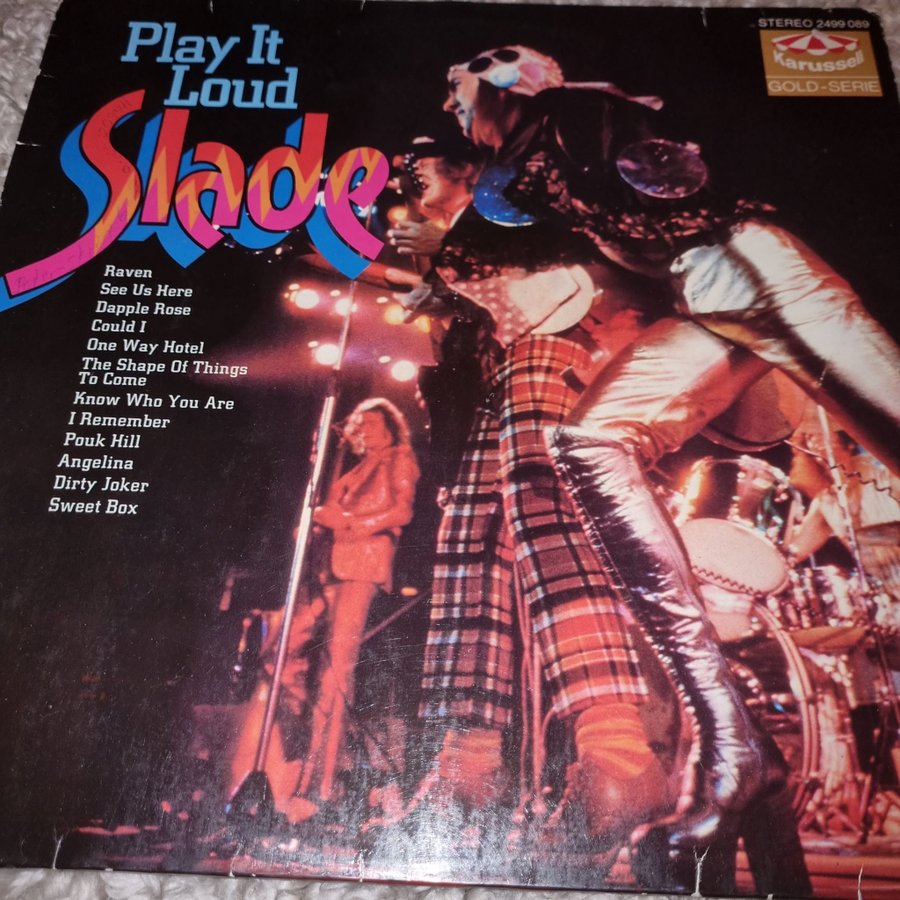 Play It
Loud
Slade
STEREO 2499 089
Karussell
GOLD-SERIE
Raven
See Us Here
Dapple Rose
Could I
One Way Hotel
The Shape Of Things
To Come
Know Who You Are
I Remember
Pouk Hill
Angelina
Dirty Joker
Sweet Box